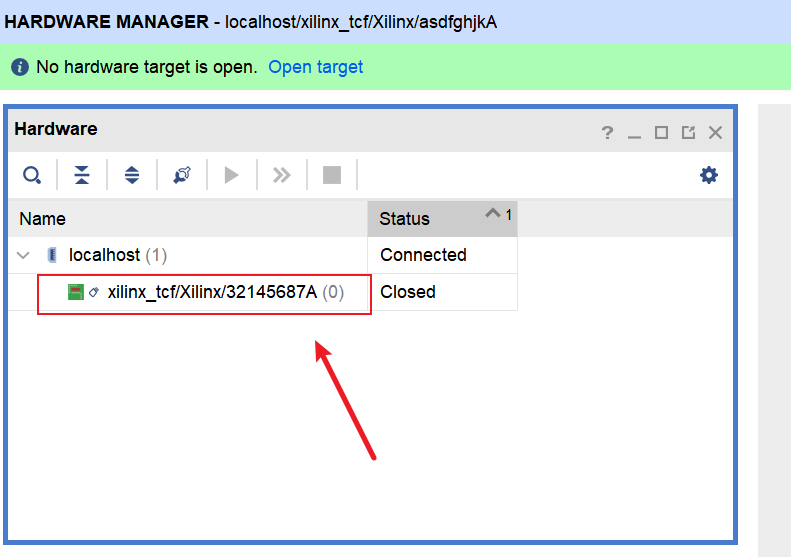 HARDWARE MANAGER - localhost/xilinx_tcf/Xilinx/asdfghjkA
No hardware target is open. Open target
Hardware
Name Status 1
localhost (1) Connected
xilinx_tcf/Xilinx/32145687A (0) Closed